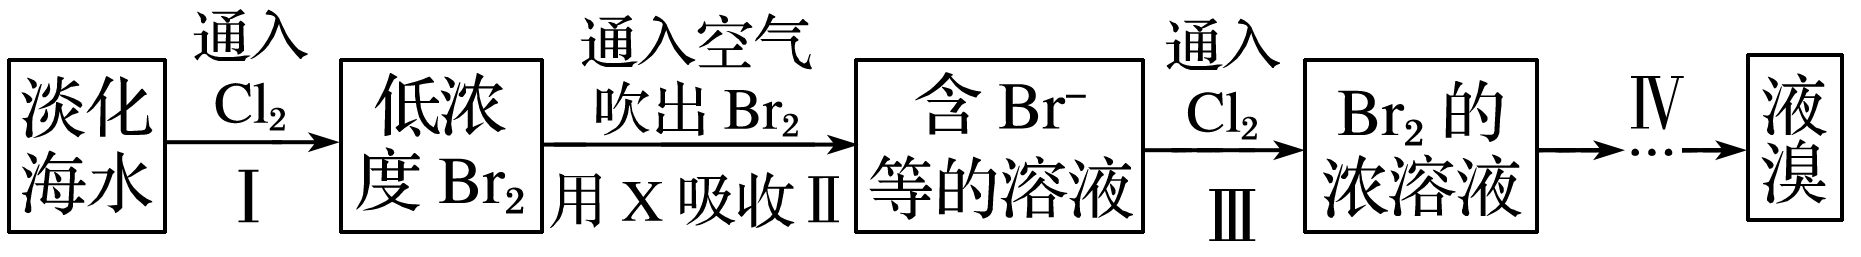 淡化
海水
通入
Cl₂
Ⅰ
低浓
度 Br₂
通入空气
吹出 Br₂
用 X 吸收 Ⅱ
含 Br⁻
等的溶液
通入
Cl₂
Ⅲ
Br₂ 的
浓溶液
Ⅳ
…
液
溴